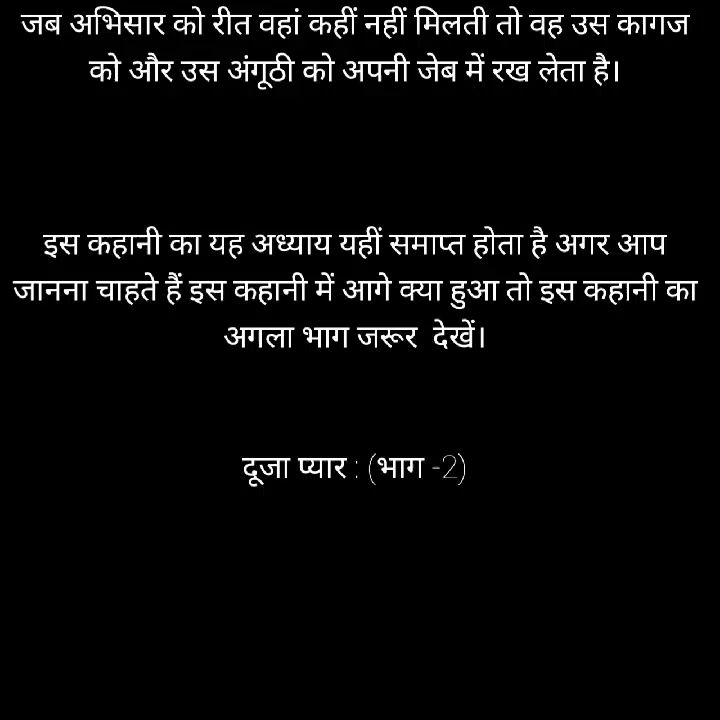 जब अभिसार को रीत वहां कहीं नहीं मिलती तो वह उस कागज
को और उस अंगूठी को अपनी जेब में रख लेता है।
इस कहानी का यह अध्याय यहीं समाप्त होता है अगर आप
जानना चाहते हैं इस कहानी में आगे क्या हुआ तो इस कहानी का
अगला भाग जरूर देखें।
दूजा प्यार : (भाग -2)